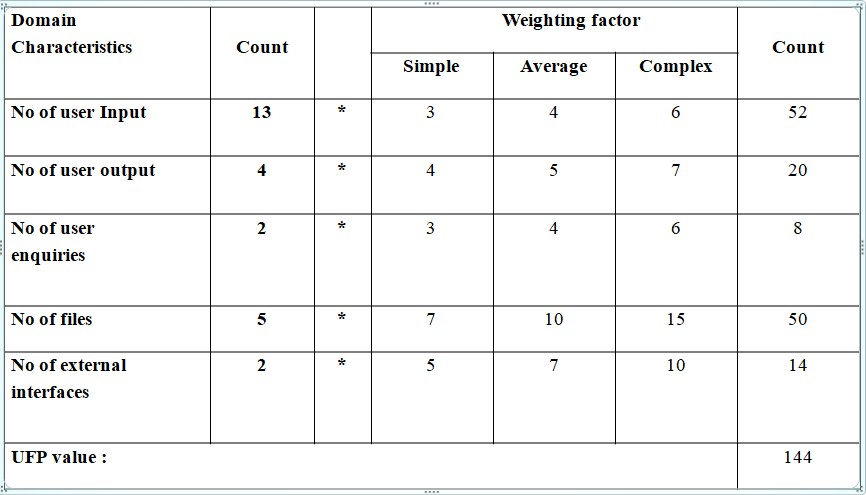 Domain Characteristics Count Weighting factor Count
Simple Average Complex
No of user Input 13 * 3 4 6 52
No of user output 4 * 4 5 7 20
No of user enquiries 2 * 3 4 6 8
No of files 5 * 7 10 15 50
No of external interfaces 2 * 5 7 10 14
UFP value : 144